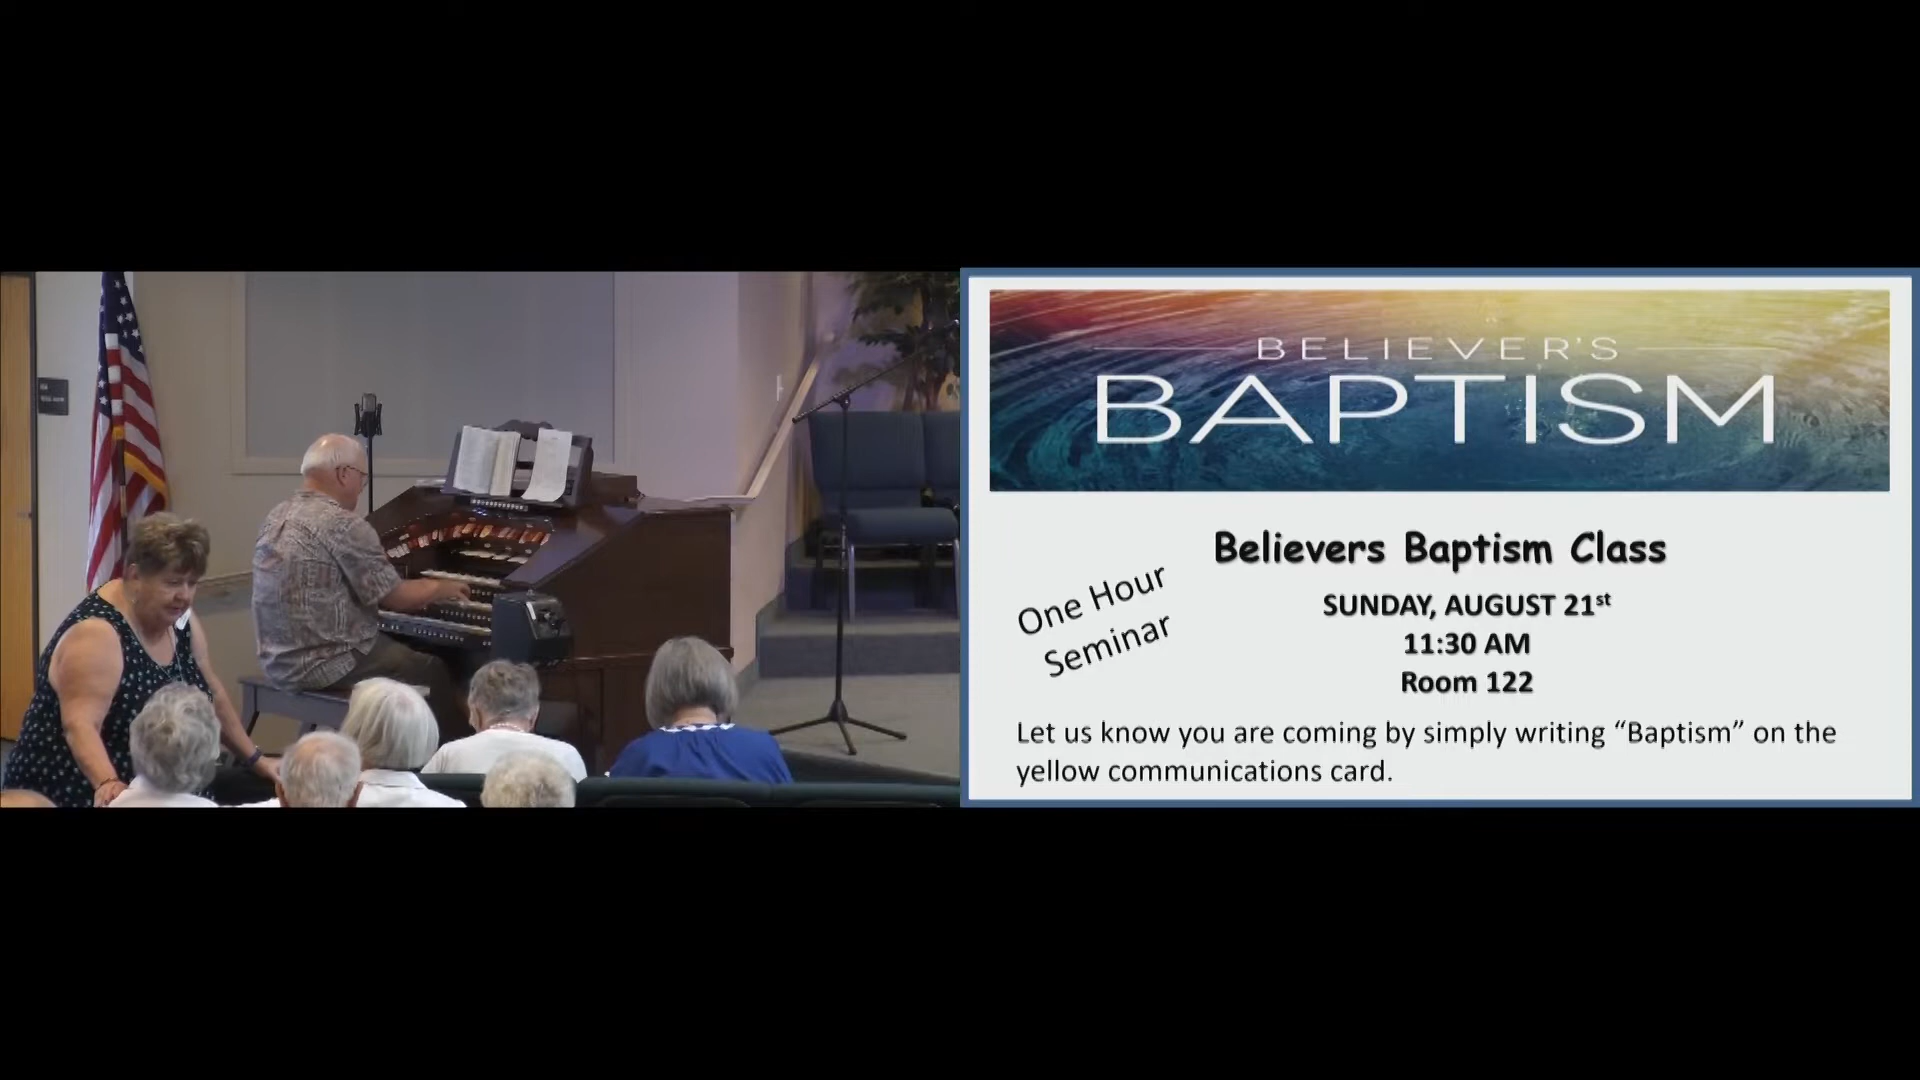 BELIEVER'S
BAPTISM
Believers Baptism Class
One Hour
Seminar
SUNDAY, AUGUST 21st
11:30 AM
Room 122
Let us know you are coming by simply writing “Baptism” on the
yellow communications card.